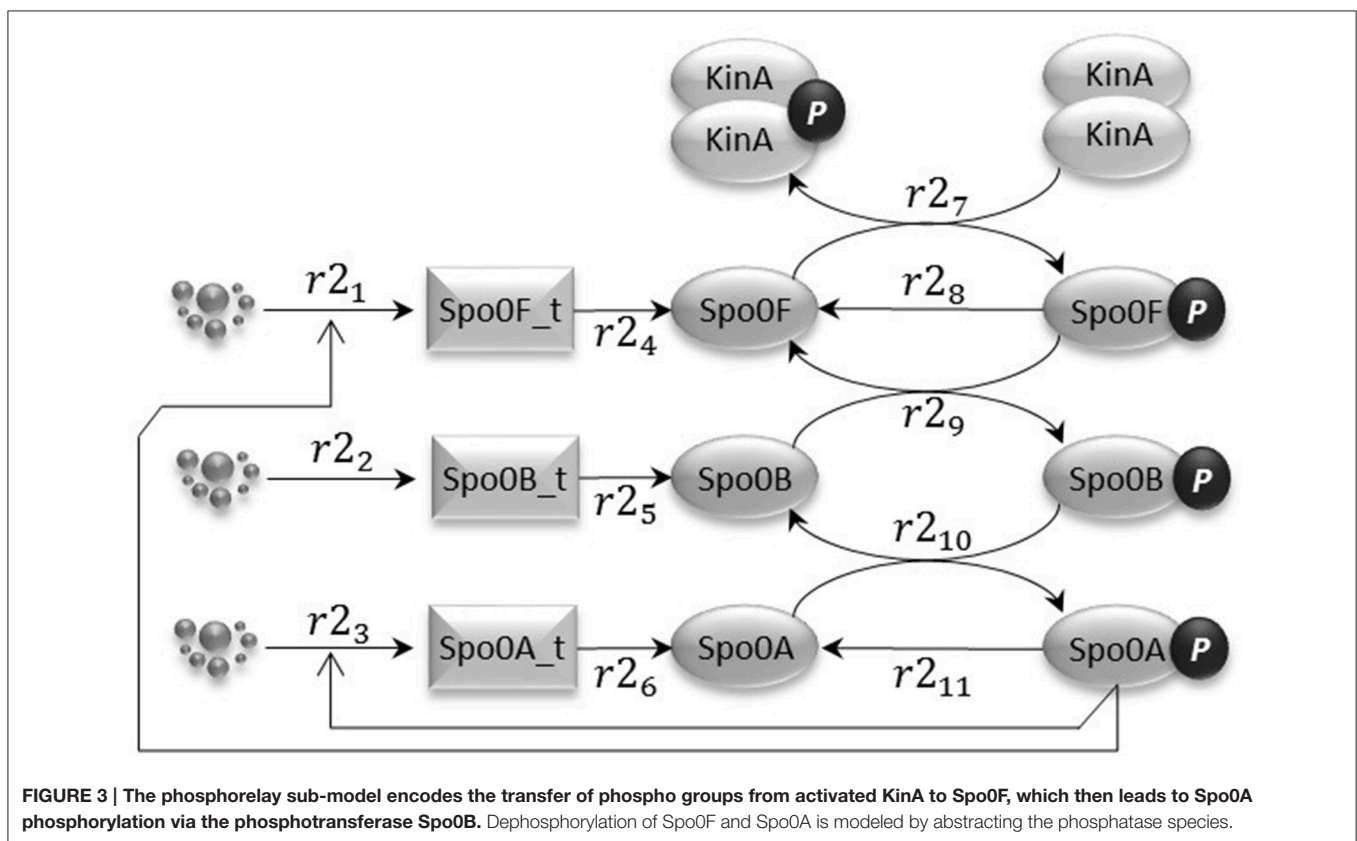 KinA
KinA
P
KinA
KinA
r2₇
r2₁
Spo0F_t
r2₄
Spo0F
r2₈
Spo0F
P
r2₉
r2₂
Spo0B_t
r2₅
Spo0B
Spo0B
P
r2₁₀
r2₃
Spo0A_t
r2₆
Spo0A
r2₁₁
Spo0A
P
FIGURE 3 | The phosphorelay sub-model encodes the transfer of phospho groups from activated KinA to Spo0F, which then leads to Spo0A
phosphorylation via the phosphotransferase Spo0B. Dephosphorylation of Spo0F and Spo0A is modeled by abstracting the phosphatase species.